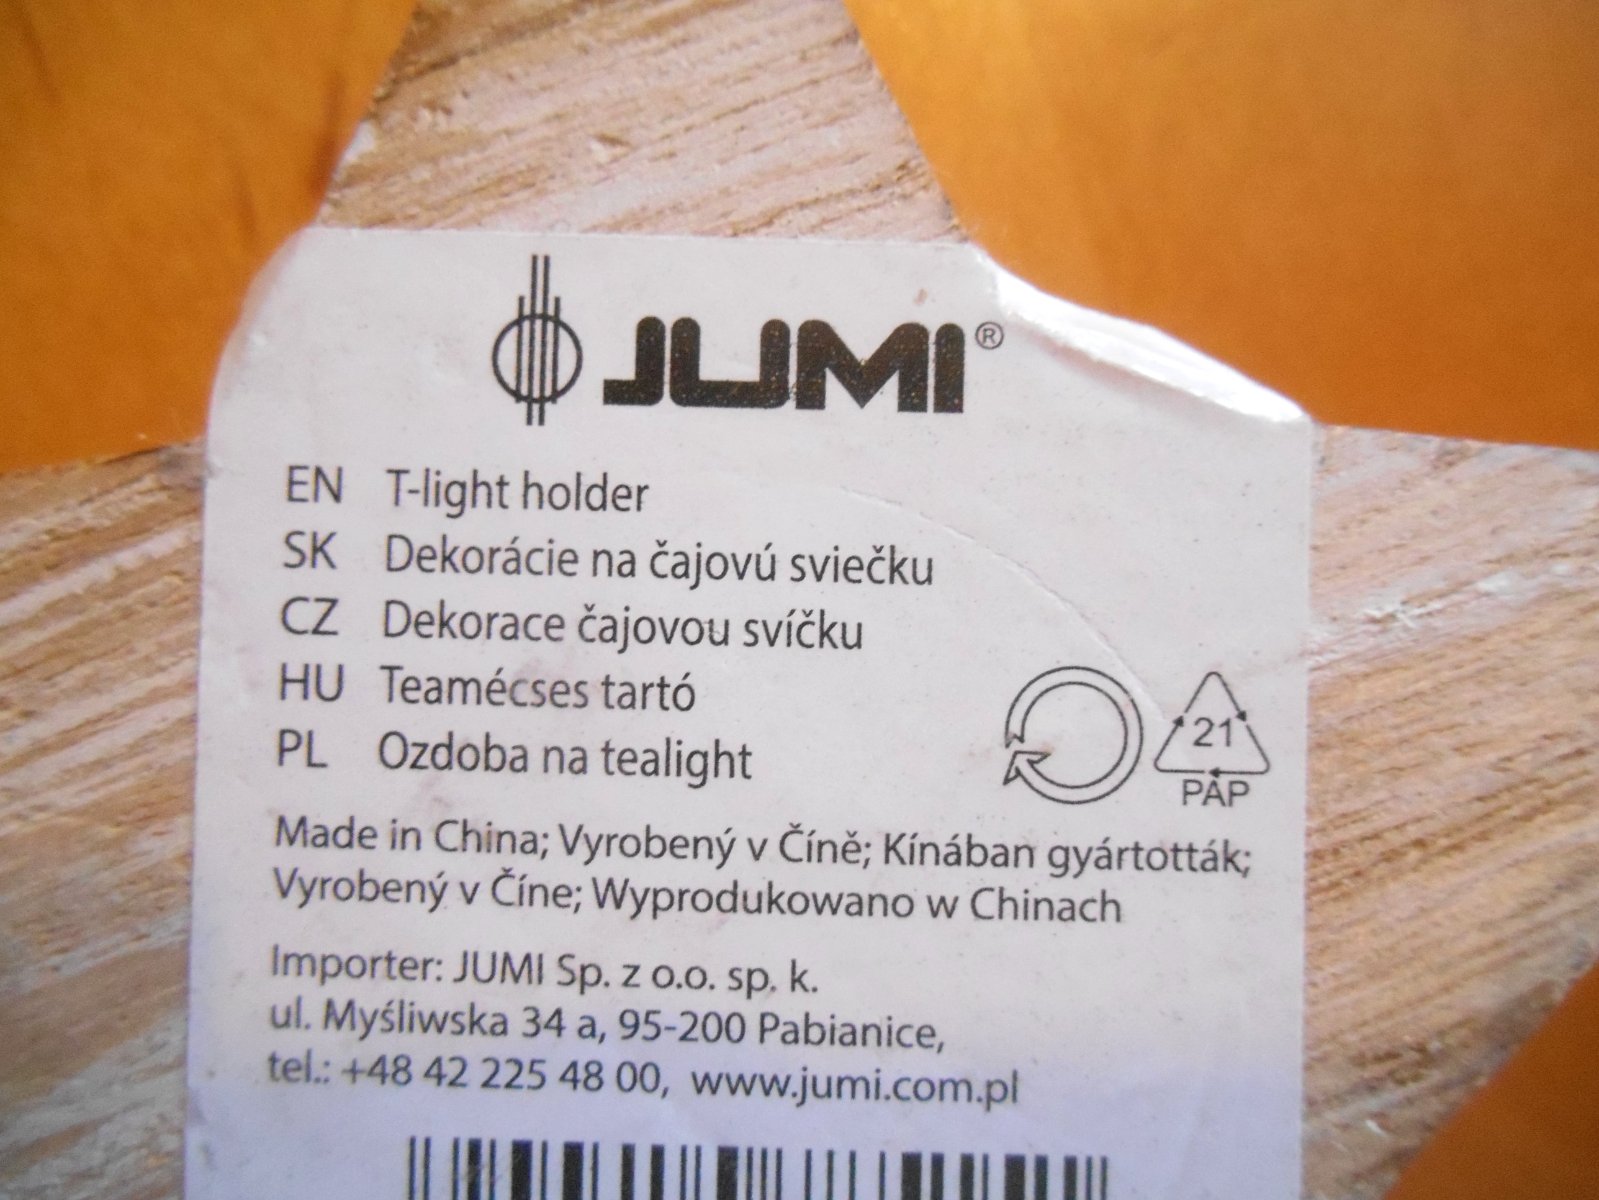 JUMI®
EN T-light holder
SK Dekorácie na čajovú sviečku
CZ Dekorace čajovou svíčku
HU Teamécses tartó
PL Ozdoba na tealight
21
PAP
Made in China; Vyrobený v Číně; Kínában gyártották;
Vyrobený v Číne; Wyprodukowano w Chinach
Importer: JUMI Sp. z o.o. sp. k.
ul. Myśliwska 34 a, 95-200 Pabianice,
tel.: +48 42 225 48 00, www.jumi.com.pl